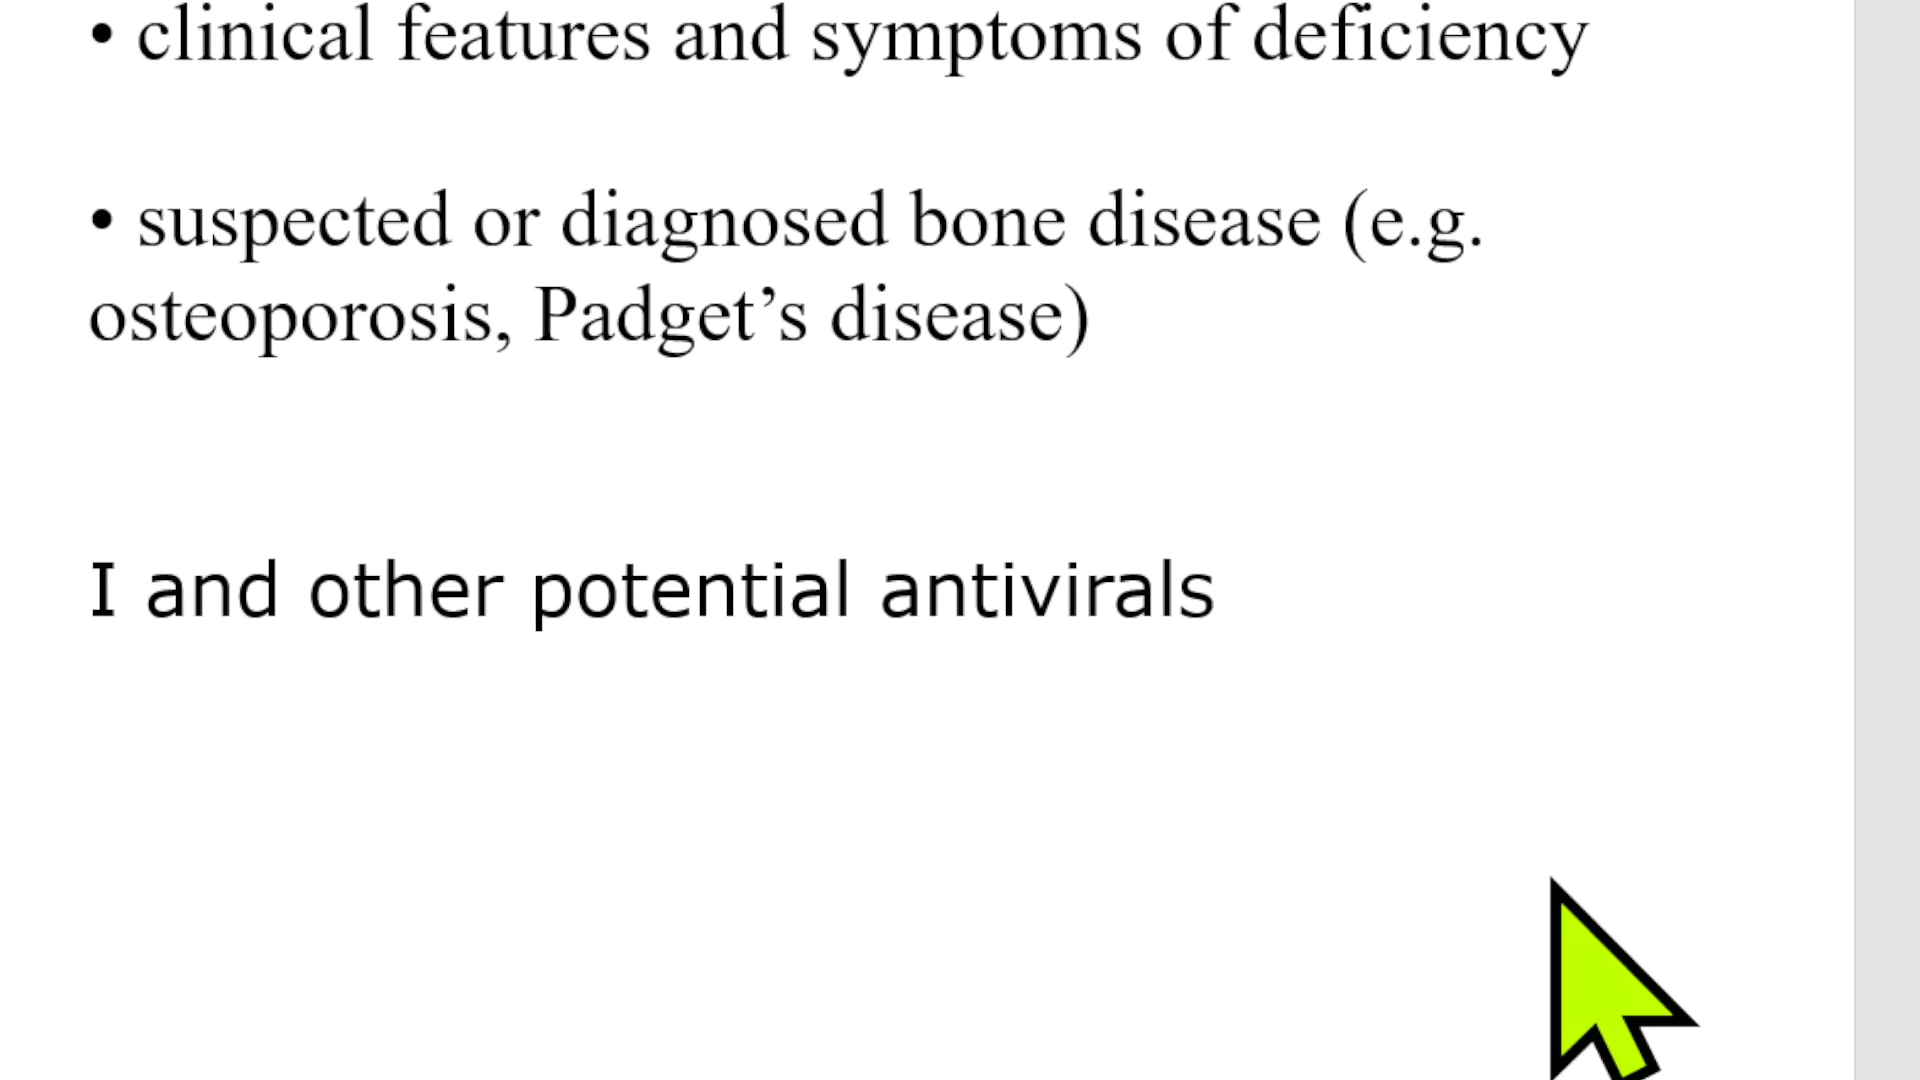 • clinical features and symptoms of deficiency
• suspected or diagnosed bone disease (e.g.
osteoporosis, Padget’s disease)
I and other potential antivirals